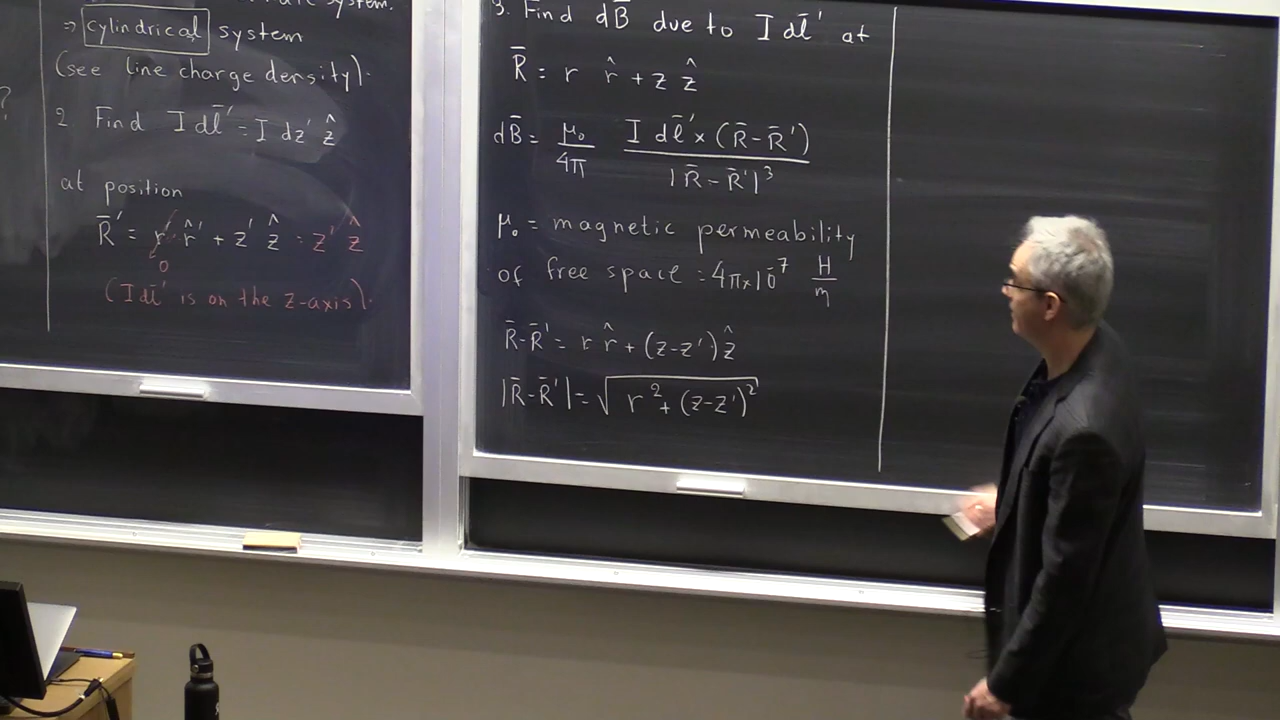 system.
⇒ cylindrical system
(see line charge density).
?
2. Find I dl̄' = I dz' ẑ
at position
R̄' = r' r̂' + z' ẑ = z' ẑ
0
(I dl̄' is on the z-axis).
3. Find dB̄ due to I dl̄' at
R̄ = r r̂ + z ẑ
dB̄ = μ₀/4π I dl̄' × (R̄ - R̄')/|R̄ - R̄'|³
μ₀ = magnetic permeability
of free space = 4π×10⁻⁷ H/m
R̄-R̄' = r r̂ + (z-z') ẑ
|R̄-R̄'| = √(r² + (z-z')²)